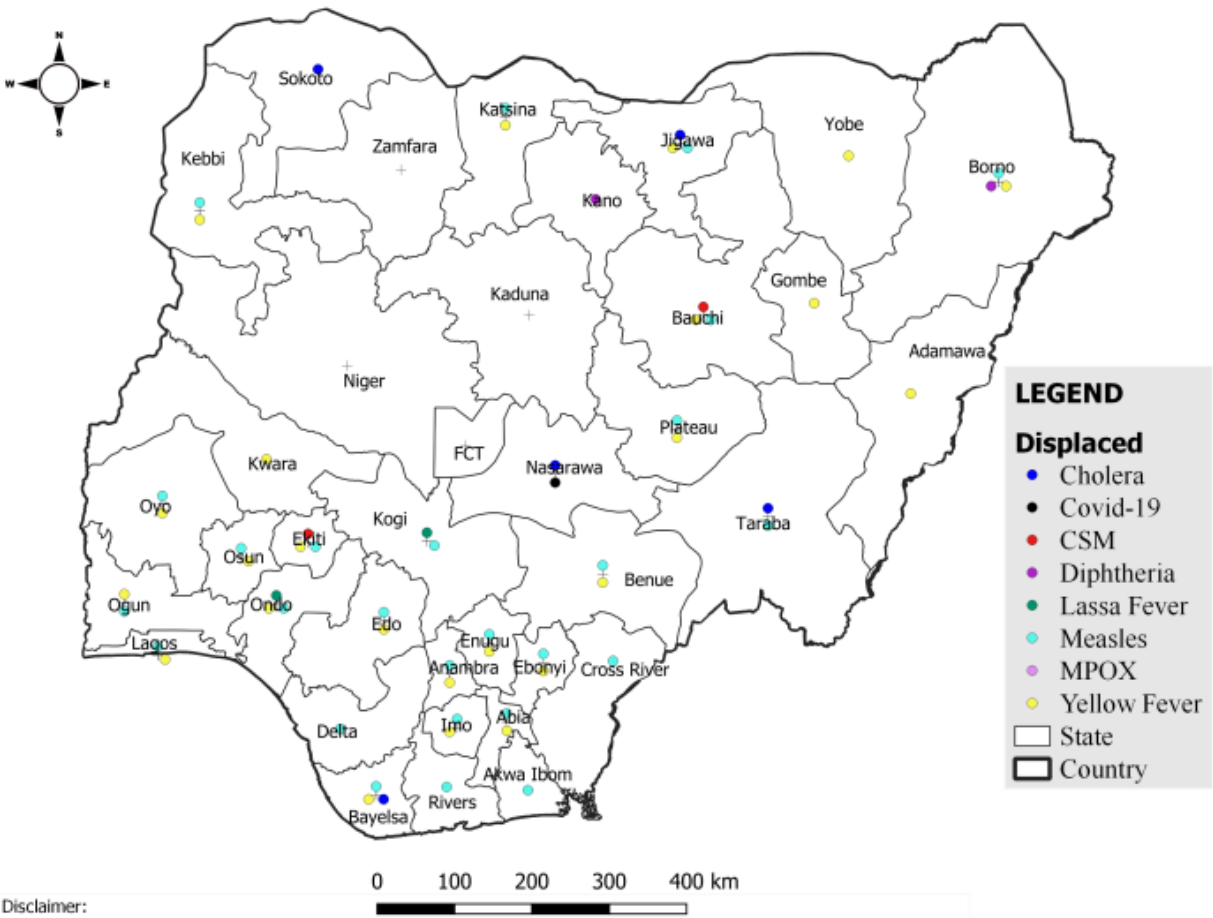 N
W E
S
Sokoto
Katsina
Zamfara
Kebbi
Jigawa
Yobe
Borno
Kano
Kaduna
Gombe
Bauchi
Adamawa
Niger
Plateau
FCT
Nasarawa
Kwara
Oyo
Kogi
Taraba
Ekiti
Osun
Benue
Ogun
Ondo
Edo
Lagos
Enugu
Anambra
Ebonyi
Cross River
Delta
Imo
Abia
Akwa Ibom
Rivers
Bayelsa
LEGEND
Displaced
Cholera
Covid-19
CSM
Diphtheria
Lassa Fever
Measles
MPOX
Yellow Fever
State
Country
0 100 200 300 400 km
Disclaimer: